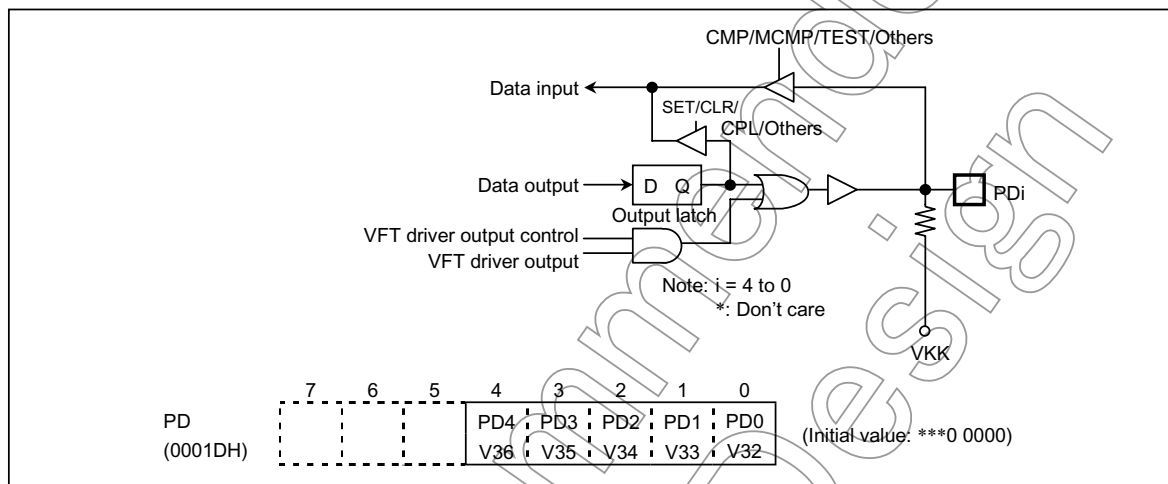 CMP/MCMP/TEST/Others
Data input
SET/CLR/
CPL/Others
Data output
D Q
PDi
Output latch
VFT driver output control
VFT driver output
Note: i = 4 to 0
*: Don't care
VKK
7 6 5 4 3 2 1 0
PD PD4 PD3 PD2 PD1 PD0
(Initial value: ***0 0000)
(0001DH) V36 V35 V34 V33 V32